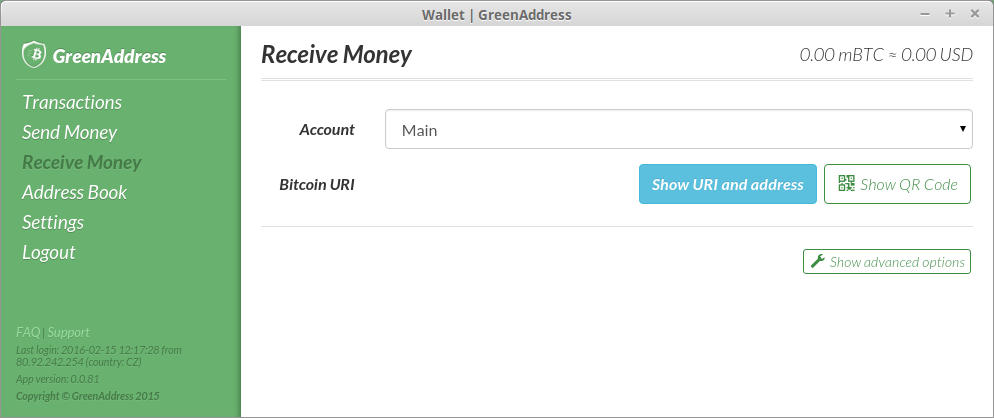 Wallet | GreenAddress
GreenAddress
Transactions
Send Money
Receive Money
Address Book
Settings
Logout
FAQ | Support
Last login: 2016-02-15 12:17:28 from
80.92.242.254 (country: CZ)
App version: 0.0.81
Copyright © GreenAddress 2015
Receive Money
0.00 mBTC ≈ 0.00 USD
Account
Main
Bitcoin URI
Show URI and address
Show QR Code
Show advanced options